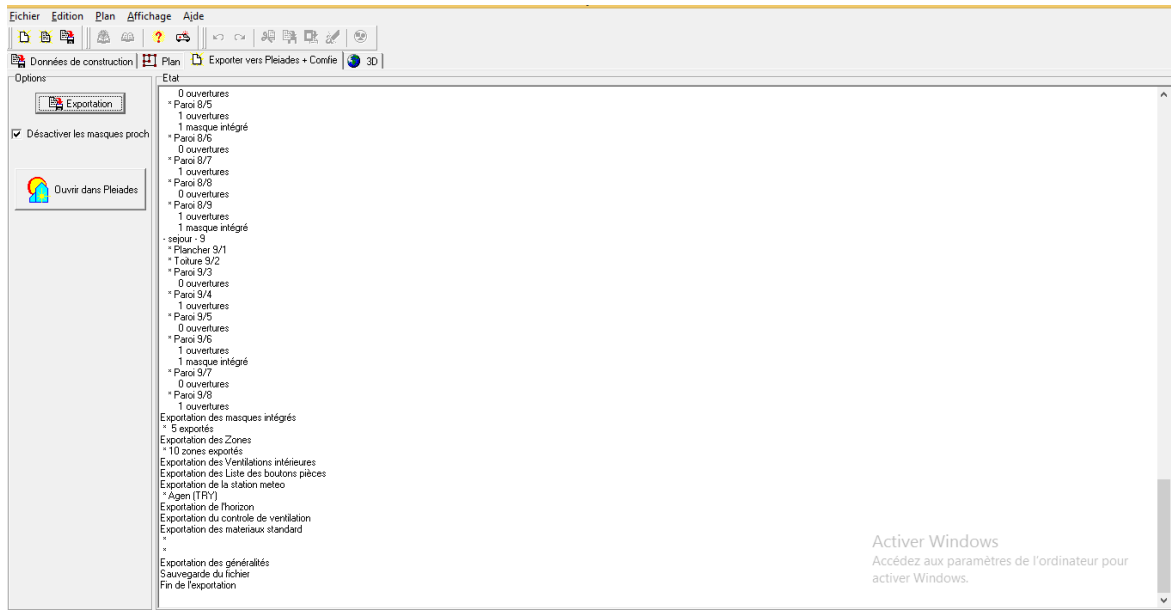 Fichier Edition Plan Affichage Aide
Données de construction Plan Exporter vers Pleiades + Comfie 3D
Options
Exportation
Désactiver les masques proch
Ouvrir dans Pleiades
Etat
0 ouvertures
* Paroi 8/5
1 ouvertures
1 masque intégré
* Paroi 8/6
0 ouvertures
* Paroi 8/7
1 ouvertures
* Paroi 8/8
0 ouvertures
* Paroi 8/9
1 ouvertures
1 masque intégré
- sejour - 9
* Plancher 9/1
* Toiture 9/2
* Paroi 9/3
0 ouvertures
* Paroi 9/4
1 ouvertures
* Paroi 9/5
0 ouvertures
* Paroi 9/6
1 ouvertures
1 masque intégré
* Paroi 9/7
0 ouvertures
* Paroi 9/8
1 ouvertures
Exportation des masques intégrés
* 5 exportés
Exportation des Zones
* 10 zones exportés
Exportation des Ventilations intérieures
Exportation des Liste des boutons pièces
Exportation de la station meteo
* Agen (TRY)
Exportation de l'horizon
Exportation du controle de ventilation
Exportation des materiaux standard
*
*
Exportation des généralités
Sauvegarde du fichier
Fin de l'exportation
Activer Windows
Accédez aux paramètres de l'ordinateur pour
activer Windows.